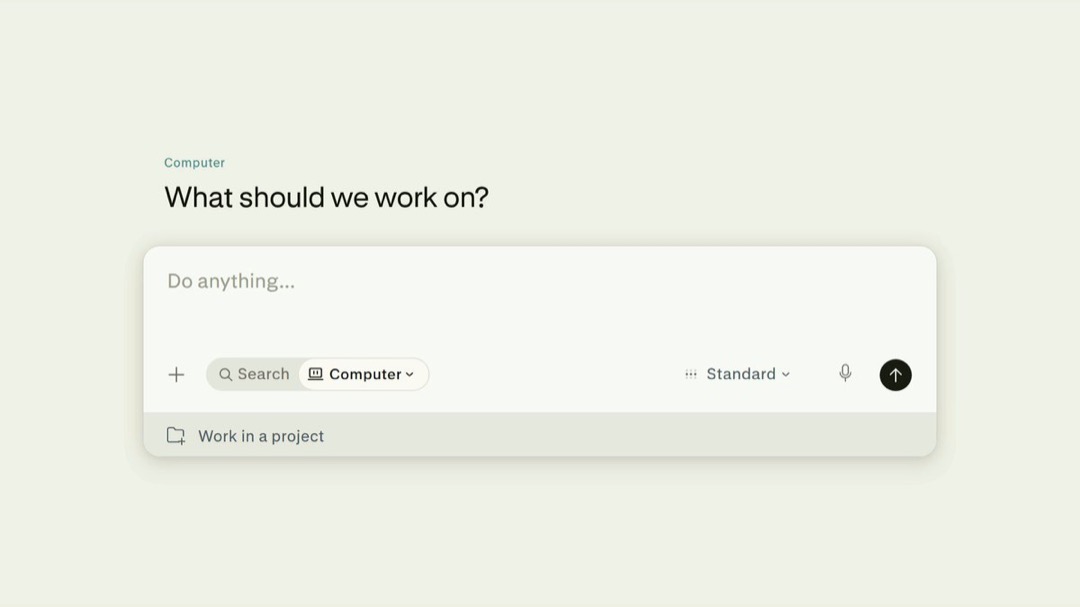 Computer
What should we work on?
Do anything...
Search Computer Standard
Work in a project